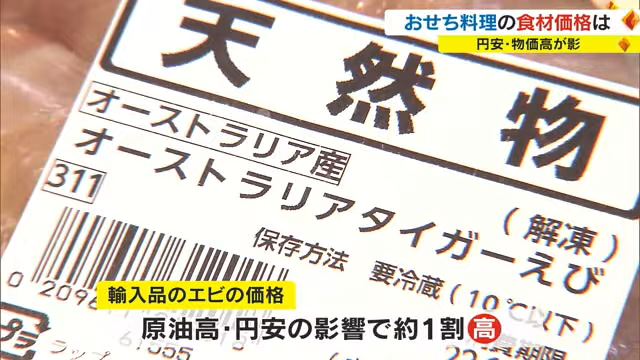 おせち料理の食材価格は
円安・物価高が影
天然物
オーストラリア産
オーストラリアタイガーえび
311
(解凍)
保存方法 要冷蔵(10℃以下)
輸入品のエビの価格
原油高・円安の影響で約1割高
ラップ